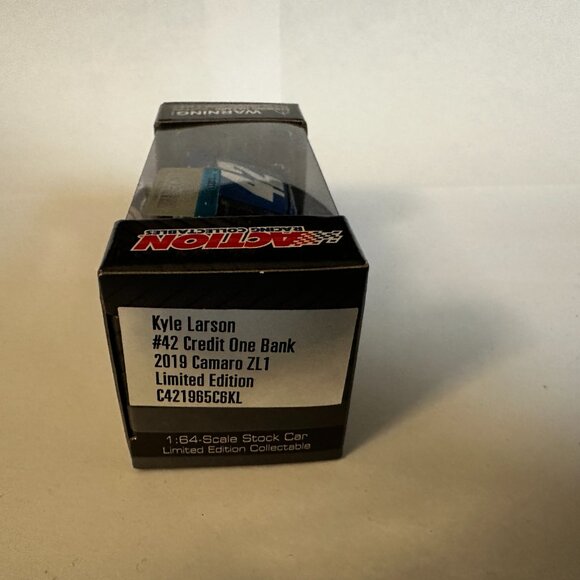 WARNING
42
ACTION
RACING COLLECTABLES
Kyle Larson
#42 Credit One Bank
2019 Camaro ZL1
Limited Edition
C421965C6KL
1:64-Scale Stock Car
Limited Edition Collectable